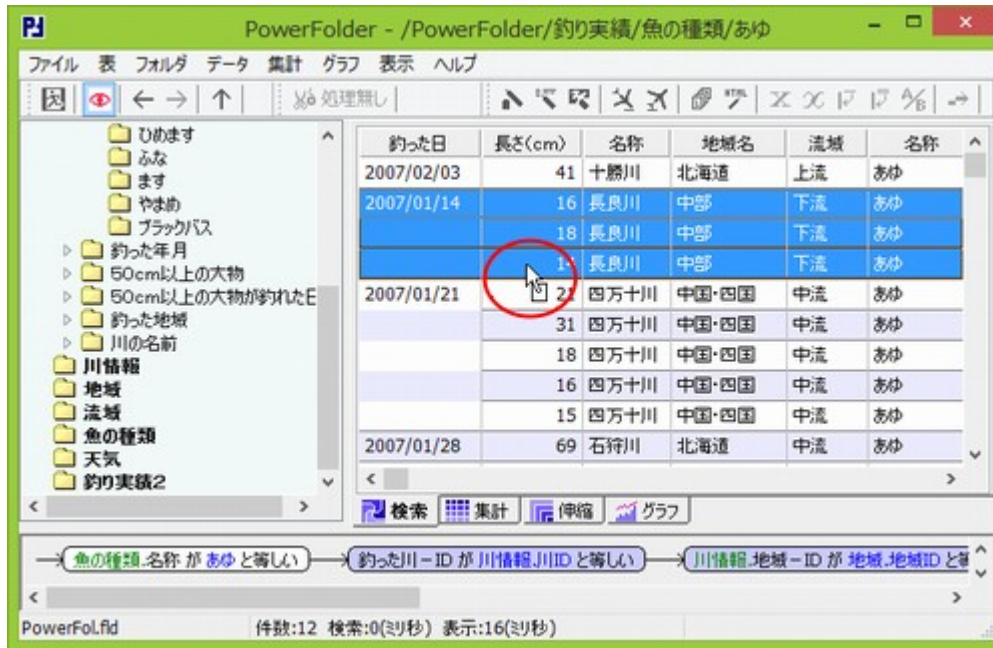 PowerFolder - /PowerFolder/釣り実績/魚の種類/あゆ
ファイル 表 フォルダ データ 集計 グラフ 表示 ヘルプ
処理無し
ひめます
ふな
ます
やまめ
ブラックバス
釣った年月
50cm以上の大物
50cm以上の大物が釣れた日
釣った地域
川の名前
川情報
地域
流域
魚の種類
天気
釣り実績2
釣った日 長さ(cm) 名称 地域名 流域 名称
2007/02/03 41 十勝川 北海道 上流 あゆ
2007/01/14 16 長良川 中部 下流 あゆ
18 長良川 中部 下流 あゆ
14 長良川 中部 下流 あゆ
2007/01/21 21 四万十川 中国・四国 中流 あゆ
31 四万十川 中国・四国 中流 あゆ
18 四万十川 中国・四国 中流 あゆ
16 四万十川 中国・四国 中流 あゆ
15 四万十川 中国・四国 中流 あゆ
2007/01/28 69 石狩川 北海道 中流 あゆ
検索 集計 伸縮 グラフ
魚の種類.名称 が あゆ と等しい 釣った川－ID が 川情報.川ID と等しい 川情報.地域－ID が 地域.地域ID と等
PowerFol.fld 件数:12 検索:0(ミリ秒) 表示:16(ミリ秒)